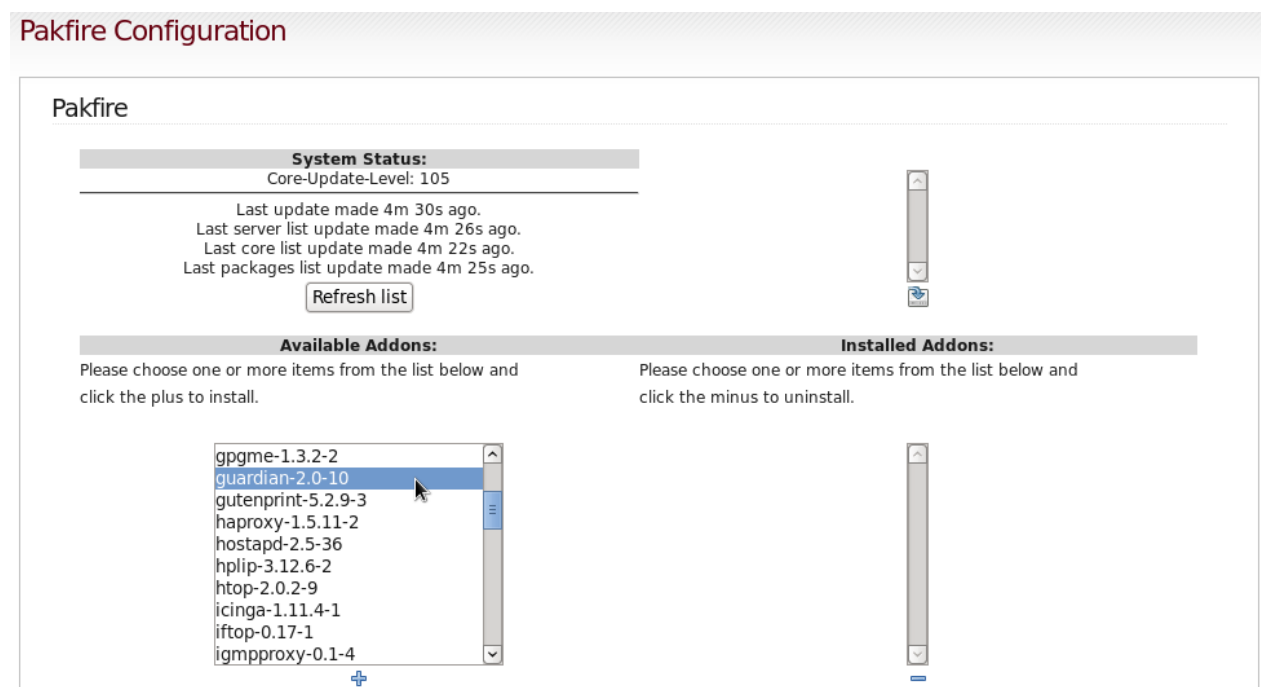 Pakfire Configuration
Pakfire
System Status:
Core-Update-Level: 105
Last update made 4m 30s ago.
Last server list update made 4m 26s ago.
Last core list update made 4m 22s ago.
Last packages list update made 4m 25s ago.
Refresh list
Available Addons:
Please choose one or more items from the list below and
click the plus to install.
Installed Addons:
Please choose one or more items from the list below and
click the minus to uninstall.
gpgme-1.3.2-2
guardian-2.0-10
gutenprint-5.2.9-3
haproxy-1.5.11-2
hostapd-2.5-36
hplip-3.12.6-2
htop-2.0.2-9
icinga-1.11.4-1
iftop-0.17-1
igmpproxy-0.1-4